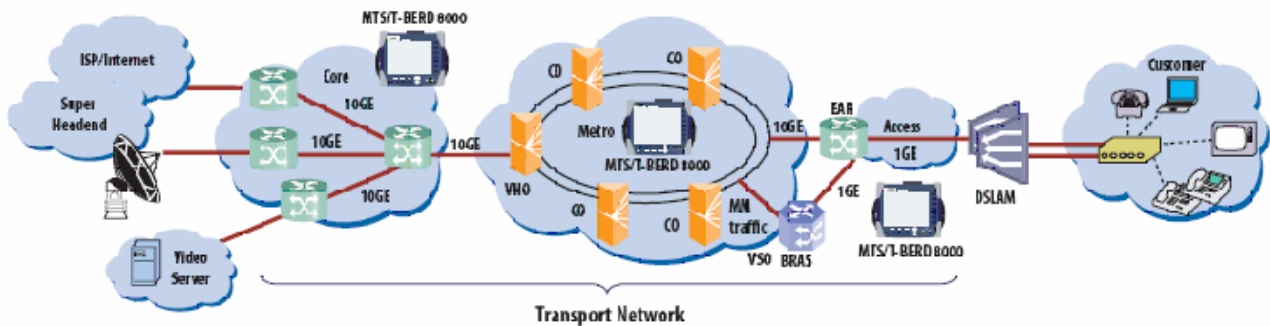 MTS/T-BERD 8000
ISP/Internet
Super
Headend
Core
10GE
10GE
10GE
10GE
Video
Server
VHO
CO
CO
CO
CO
Metro
MTS/T-BERD 8000
MM
traffic
10GE
EAR
Access
1GE
1GE
VSO
BRAS
MTS/T-BERD 8000
DSLAM
Customer
Transport Network